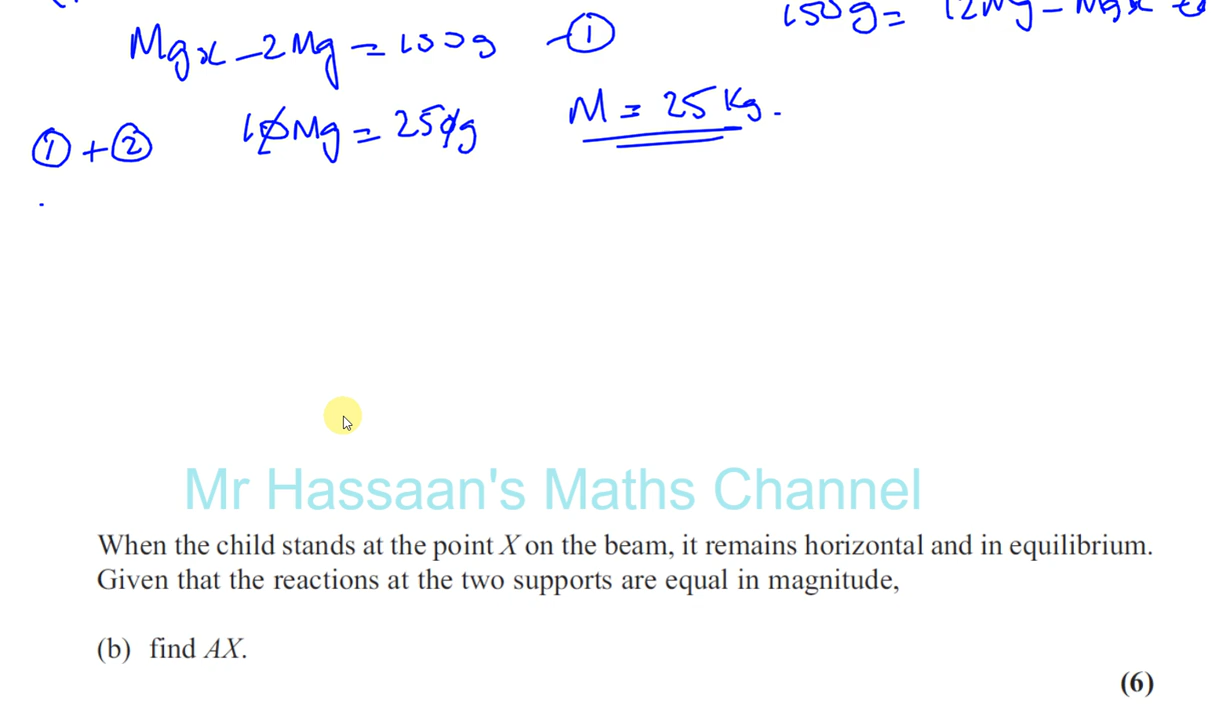 150g = 12Mg - Mgx
Mgx - 2Mg = 150g - ①
M = 25 Kg.
① + ② 10Mg = 250g
Mr Hassaan's Maths Channel
When the child stands at the point X on the beam, it remains horizontal and in equilibrium.
Given that the reactions at the two supports are equal in magnitude,
(b) find AX.
(6)